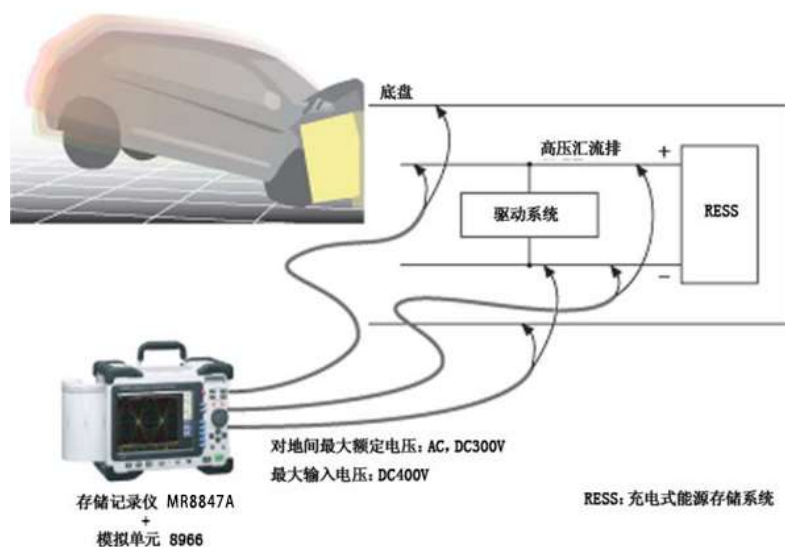 底盘
高压汇流排
+
驱动系统
RESS
−
对地间最大额定电压: AC, DC300V
最大输入电压: DC400V
存储记录仪 MR8847A
+
模拟单元 8966
RESS: 充电式能源存储系统